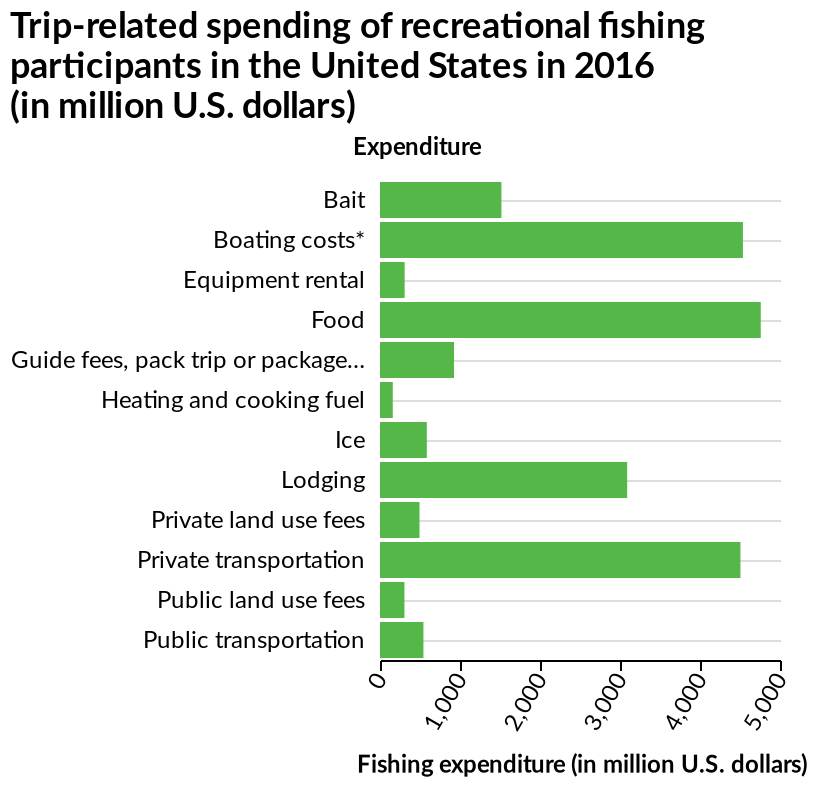 Trip-related spending of recreational fishing
participants in the United States in 2016
(in million U.S. dollars)
Expenditure
Bait
Boating costs*
Equipment rental
Food
Guide fees, pack trip or package...
Heating and cooking fuel
Ice
Lodging
Private land use fees
Private transportation
Public land use fees
Public transportation
0
1,000
2,000
3,000
4,000
5,000
Fishing expenditure (in million U.S. dollars)